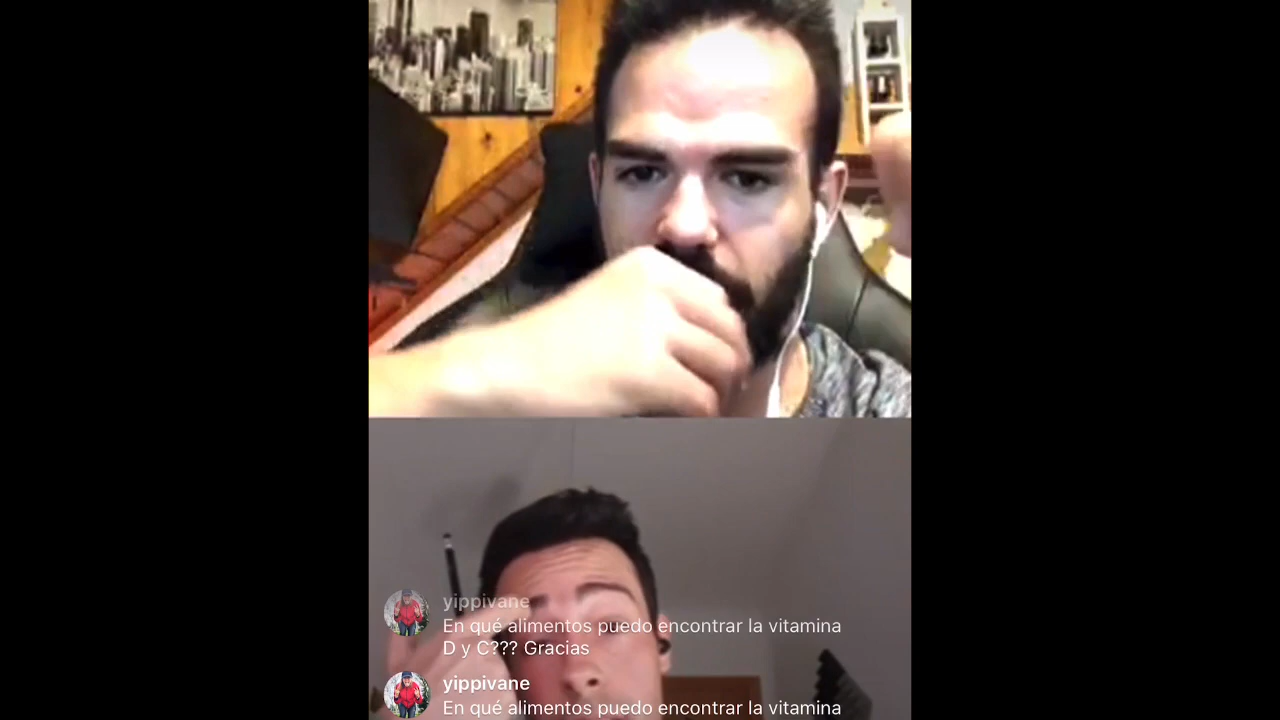 yippivane
En qué alimentos puedo encontrar la vitamina
D y C??? Gracias
yippivane
En qué alimentos puedo encontrar la vitamina